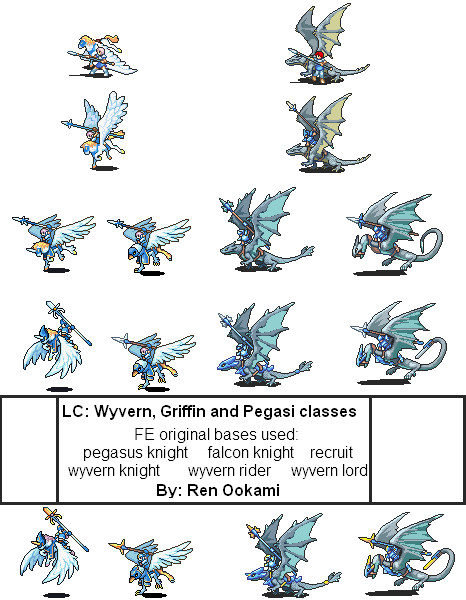 LC: Wyvern, Griffin and Pegasi classes
FE original bases used:
pegasus knight falcon knight recruit
wyvern knight wyvern rider wyvern lord
By: Ren Ookami